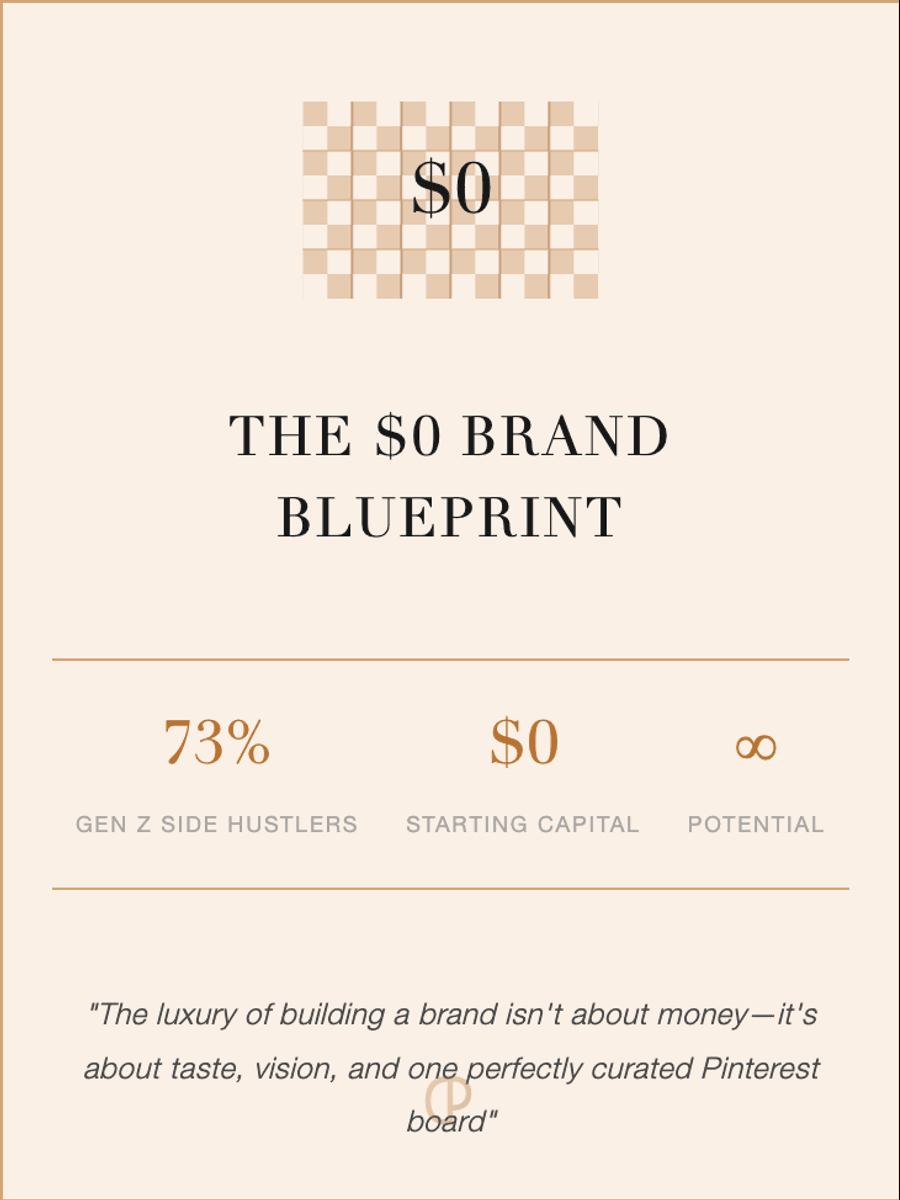 $0
THE $0 BRAND
BLUEPRINT
73% $0 ∞
GEN Z SIDE HUSTLERS STARTING CAPITAL POTENTIAL
"The luxury of building a brand isn't about money—it's
about taste, vision, and one perfectly curated Pinterest
board"